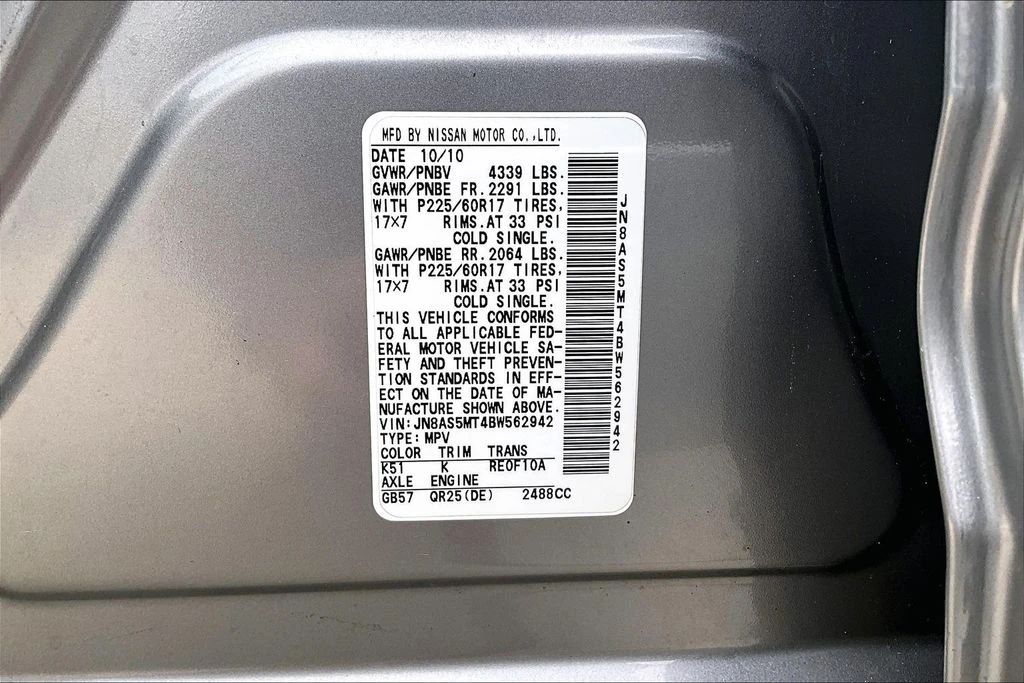 MFD BY NISSAN MOTOR CO.,LTD.
DATE 10/10
GVWR/PNBV 4339 LBS.
GAWR/PNBE FR.2291 LBS.
WITH P225/60R17 TIRES,
17×7 RIMS.AT 33 PSI
COLD SINGLE.
GAWR/PNBE RR.2064 LBS.
WITH P225/60R17 TIRES,
17×7 RIMS.AT 33 PSI
COLD SINGLE.
THIS VEHICLE CONFORMS
TO ALL APPLICABLE FED-
ERAL MOTOR VEHICLE SA-
FETY AND THEFT PREVEN-
TION STANDARDS IN EFF-
ECT ON THE DATE OF MA-
NUFACTURE SHOWN ABOVE.
VIN:JN8AS5MT4BW562942
TYPE:MPV
COLOR TRIM TRANS
K51 K RE0F10A
AXLE ENGINE
GB57 QR25(DE) 2488CC
JN8AS5MT4BW562942